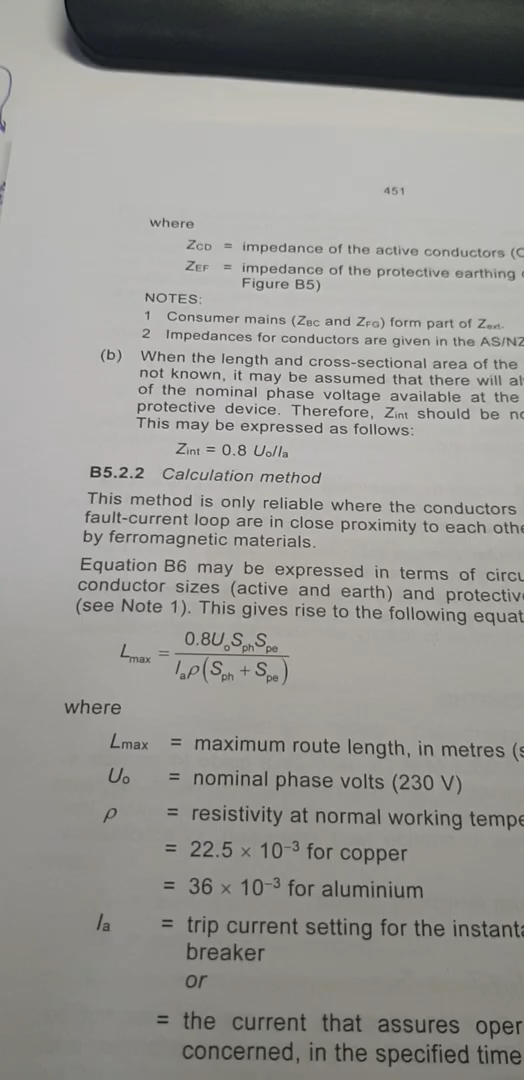 451
where
ZCD = impedance of the active conductors (C
ZEF = impedance of the protective earthing
Figure B5)
NOTES:
1 Consumer mains (ZBC and ZFG) form part of Zext.
2 Impedances for conductors are given in the AS/NZ
(b) When the length and cross-sectional area of the
not known, it may be assumed that there will al
of the nominal phase voltage available at the
protective device. Therefore, Zint should be no
This may be expressed as follows:
Zint = 0.8 Uo/Ia
B5.2.2 Calculation method
This method is only reliable where the conductors
fault-current loop are in close proximity to each othe
by ferromagnetic materials.
Equation B6 may be expressed in terms of circu
conductor sizes (active and earth) and protectiv
(see Note 1). This gives rise to the following equat
Lmax = 0.8UoSphSpe / Iaρ(Sph + Spe)
where
Lmax = maximum route length, in metres (s
Uo = nominal phase volts (230 V)
ρ = resistivity at normal working tempe
= 22.5 × 10⁻³ for copper
= 36 × 10⁻³ for aluminium
Ia = trip current setting for the instanta
breaker
or
= the current that assures oper
concerned, in the specified time